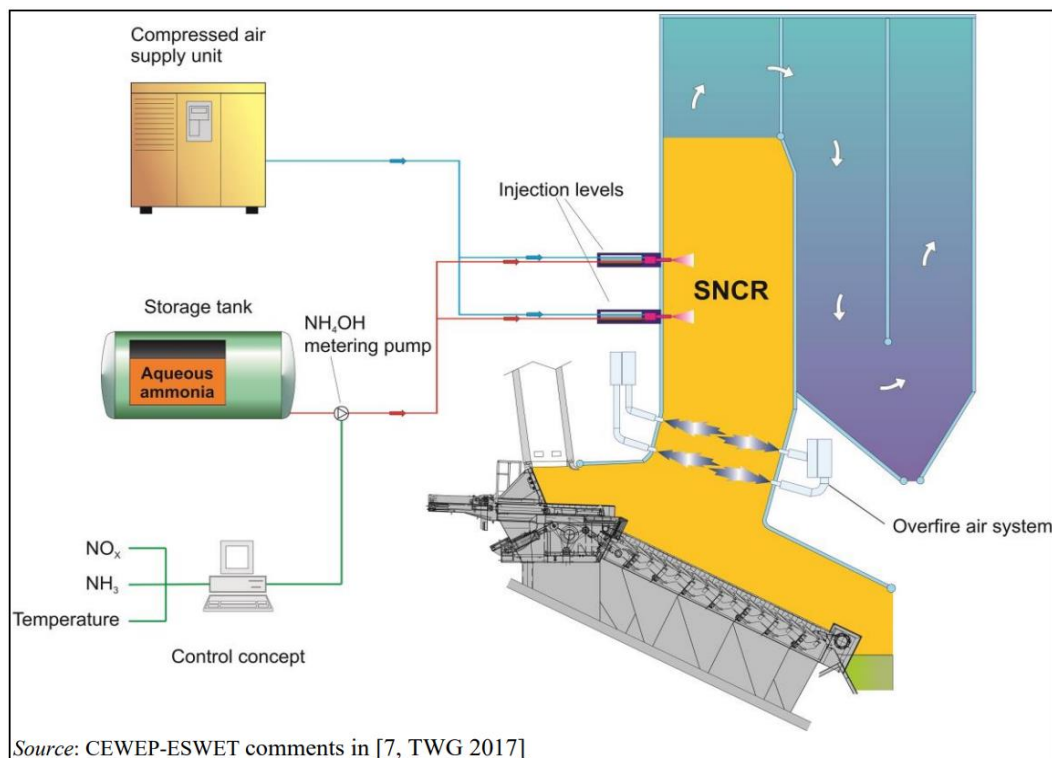 Compressed air
supply unit
Injection levels
SNCR
Storage tank
NH₄OH
metering pump
Aqueous
ammonia
Overfire air system
NOₓ
NH₃
Temperature
Control concept
Source: CEWEP-ESWET comments in [7, TWG 2017]